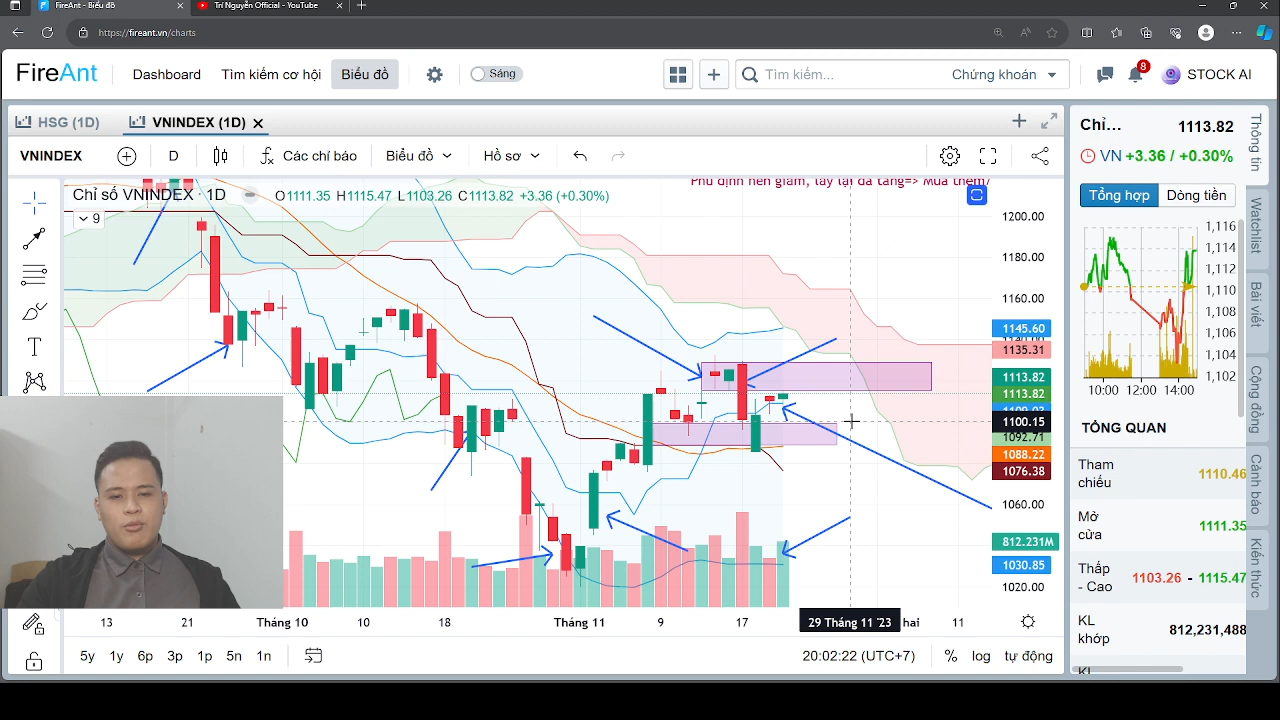 FireAnt - Biểu đồ
Trí Nguyễn Official - YouTube
https://fireant.vn/charts
FireAnt
Dashboard
Tìm kiếm cơ hội
Biểu đồ
Sáng
Tìm kiếm...
Chứng khoán
8
STOCK AI
HSG (1D)
VNINDEX (1D)
VNINDEX
D
Các chỉ báo
Biểu đồ
Hồ sơ
Phủ định nến giảm, lấy lại đà tăng=> Mua thêm?
Chỉ số VNINDEX · 1D
O1111.35 H1115.47 L1103.26 C1113.82 +3.36 (+0.30%)
9
1200.00
1180.00
1160.00
1145.60
1135.31
1113.82
1113.82
1100.15
1092.71
1088.22
1076.38
1060.00
812.231M
1030.85
1020.00
13
21
Tháng 10
10
18
Tháng 11
9
17
29 Tháng 11 '23
hai
11
5y
1y
6p
3p
1p
5n
1n
20:02:22 (UTC+7)
%
log
tự động
Chỉ...
1113.82
VN +3.36 / +0.30%
Tổng hợp
Dòng tiền
1,116
1,114
1,112
1,110
1,108
1,106
1,104
1,102
10:00 12:00 14:00
TỔNG QUAN
Tham chiếu
1110.46
Mở cửa
1111.35
Thấp - Cao
1103.26 - 1115.47
KL khớp
812,231,488
KL
Thông tin
Watchlist
Bài viết
Cộng đồng
Cảnh báo
Kiến thức